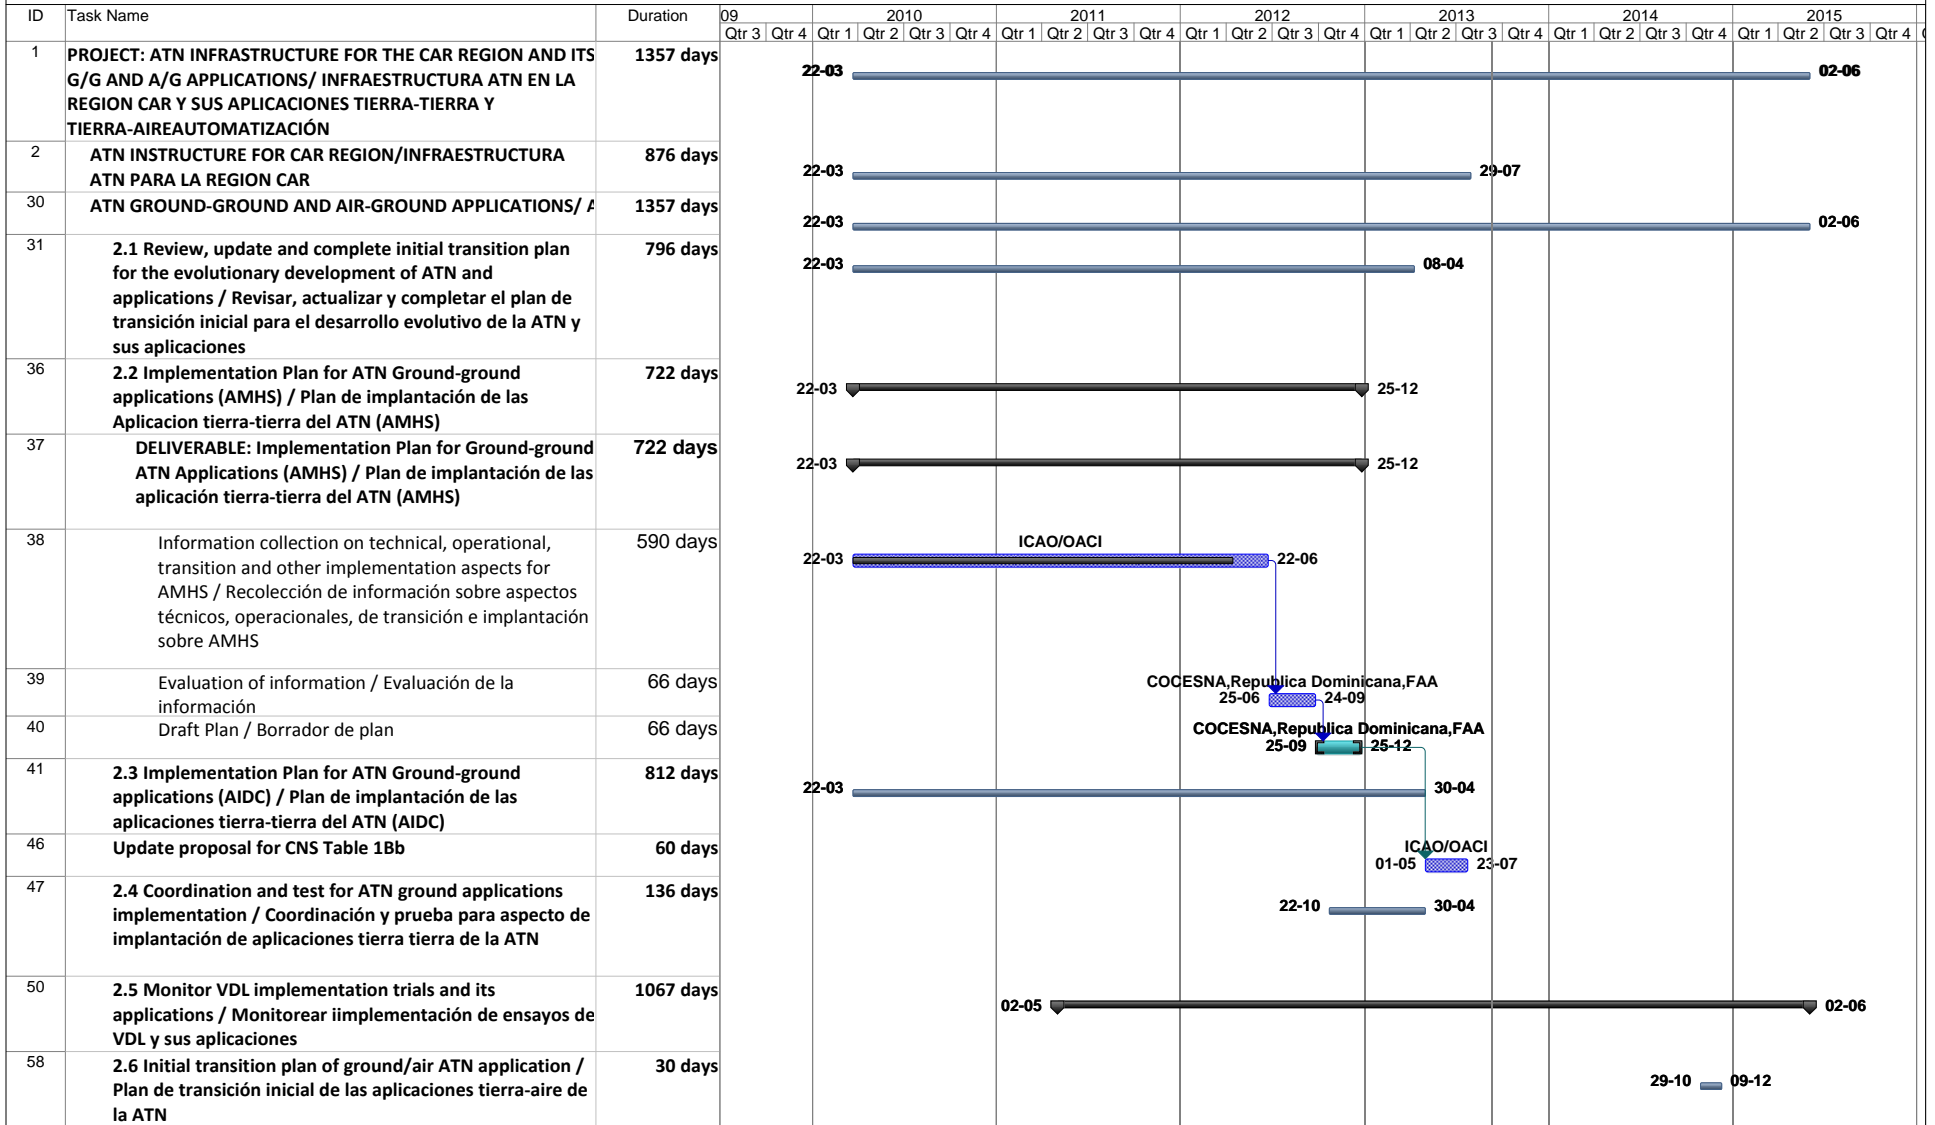 ID Task Name Duration 09 2010 2011 2012 2013 2014 2015
Qtr 3 Qtr 4 Qtr 1 Qtr 2 Qtr 3 Qtr 4 Qtr 1 Qtr 2 Qtr 3 Qtr 4 Qtr 1 Qtr 2 Qtr 3 Qtr 4 Qtr 1 Qtr 2 Qtr 3 Qtr 4 Qtr 1 Qtr 2 Qtr 3 Qtr 4 Qtr 1 Qtr 2 Qtr 3 Qtr 4
1 PROJECT: ATN INFRASTRUCTURE FOR THE CAR REGION AND ITS 1357 days
G/G AND A/G APPLICATIONS/ INFRAESTRUCTURA ATN EN LA 22-03 02-06
REGION CAR Y SUS APLICACIONES TIERRA-TIERRA Y
TIERRA-AIREAUTOMATIZACIÓN
2 ATN INSTRUCTURE FOR CAR REGION/INFRAESTRUCTURA 876 days
ATN PARA LA REGION CAR 22-03 29-07
30 ATN GROUND-GROUND AND AIR-GROUND APPLICATIONS/ A 1357 days
22-03 02-06
31 2.1 Review, update and complete initial transition plan 796 days
for the evolutionary development of ATN and 22-03 08-04
applications / Revisar, actualizar y completar el plan de
transición inicial para el desarrollo evolutivo de la ATN y
sus aplicaciones
36 2.2 Implementation Plan for ATN Ground-ground 722 days
applications (AMHS) / Plan de implantación de las 22-03 25-12
Aplicacion tierra-tierra del ATN (AMHS)
37 DELIVERABLE: Implementation Plan for Ground-ground 722 days
ATN Applications (AMHS) / Plan de implantación de las 22-03 25-12
aplicación tierra-tierra del ATN (AMHS)
38 Information collection on technical, operational, 590 days ICAO/OACI
transition and other implementation aspects for 22-03 22-06
AMHS / Recolección de información sobre aspectos
técnicos, operacionales, de transición e implantación
sobre AMHS
39 Evaluation of information / Evaluación de la 66 days COCESNA,Republica Dominicana,FAA
información 25-06 24-09
40 Draft Plan / Borrador de plan 66 days COCESNA,Republica Dominicana,FAA
25-09 25-12
41 2.3 Implementation Plan for ATN Ground-ground 812 days
applications (AIDC) / Plan de implantación de las 22-03 30-04
aplicaciones tierra-tierra del ATN (AIDC)
46 Update proposal for CNS Table 1Bb 60 days ICAO/OACI
01-05 23-07
47 2.4 Coordination and test for ATN ground applications 136 days
implementation / Coordinación y prueba para aspecto de 22-10 30-04
implantación de aplicaciones tierra tierra de la ATN
50 2.5 Monitor VDL implementation trials and its 1067 days
applications / Monitorear iimplementación de ensayos de 02-05 02-06
VDL y sus aplicaciones
58 2.6 Initial transition plan of ground/air ATN application / 30 days
Plan de transición inicial de las aplicaciones tierra-aire de 29-10 09-12
la ATN